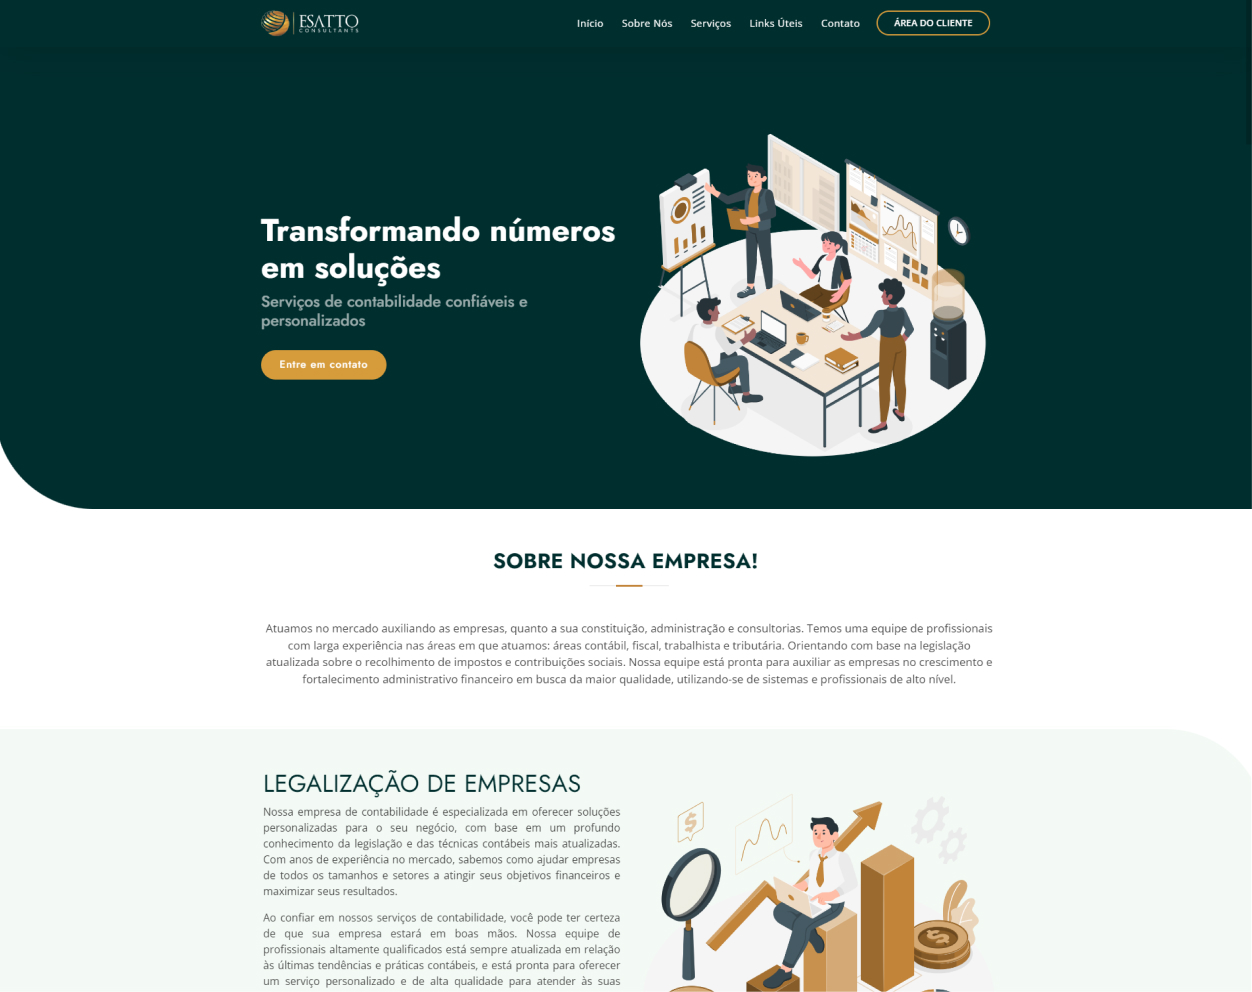 ESATTO
CONSULTANTS
Início
Sobre Nós
Serviços
Links Úteis
Contato
ÁREA DO CLIENTE
Transformando números
em soluções
Serviços de contabilidade confiáveis e
personalizados
Entre em contato
SOBRE NOSSA EMPRESA!
Atuamos no mercado auxiliando as empresas, quanto a sua constituição, administração e consultorias. Temos uma equipe de profissionais
com larga experiência nas áreas em que atuamos: áreas contábil, fiscal, trabalhista e tributária. Orientando com base na legislação
atualizada sobre o recolhimento de impostos e contribuições sociais. Nossa equipe está pronta para auxiliar as empresas no crescimento e
fortalecimento administrativo financeiro em busca da maior qualidade, utilizando-se de sistemas e profissionais de alto nível.
LEGALIZAÇÃO DE EMPRESAS
Nossa empresa de contabilidade é especializada em oferecer soluções
personalizadas para o seu negócio, com base em um profundo
conhecimento da legislação e das técnicas contábeis mais atualizadas.
Com anos de experiência no mercado, sabemos como ajudar empresas
de todos os tamanhos e setores a atingir seus objetivos financeiros e
maximizar seus resultados.
Ao confiar em nossos serviços de contabilidade, você pode ter certeza
de que sua empresa estará em boas mãos. Nossa equipe de
profissionais altamente qualificados está sempre atualizada em relação
às últimas tendências e práticas contábeis, e está pronta para oferecer
um serviço personalizado e de alta qualidade para atender às suas
$
$